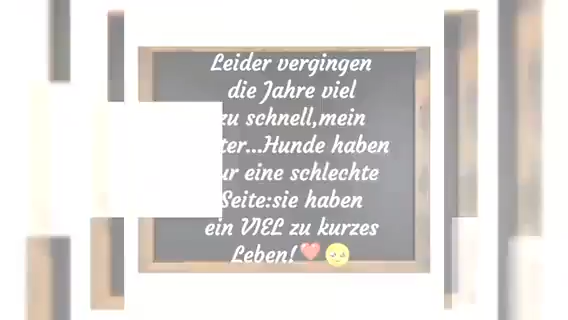 Leider vergingen
die Jahre viel
zu schnell,mein
...Hunde haben
eine schlechte
Seite:sie haben
ein VIEL zu kurzes
Leben!❤️🥺